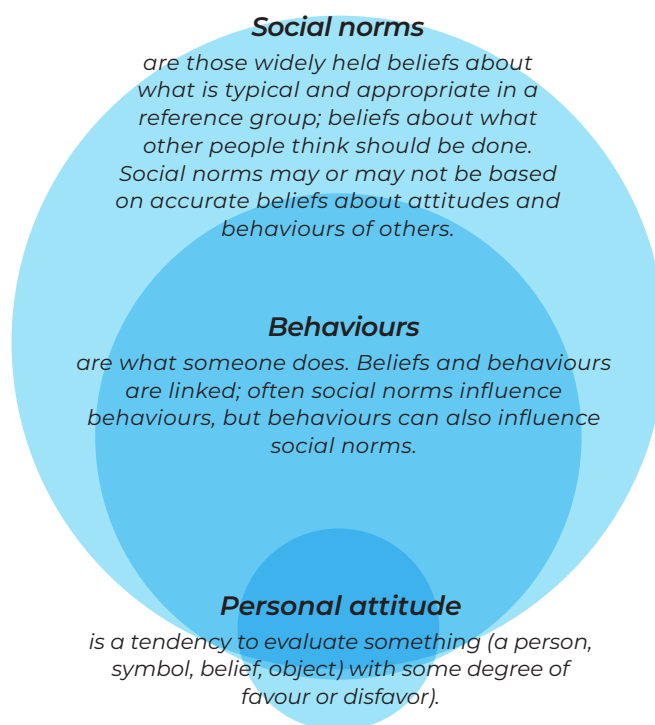 Social norms
are those widely held beliefs about
what is typical and appropriate in a
reference group; beliefs about what
other people think should be done.
Social norms may or may not be based
on accurate beliefs about attitudes and
behaviours of others.
Behaviours
are what someone does. Beliefs and behaviours
are linked; often social norms influence
behaviours, but behaviours can also influence
social norms.
Personal attitude
is a tendency to evaluate something (a person,
symbol, belief, object) with some degree of
favour or disfavor).